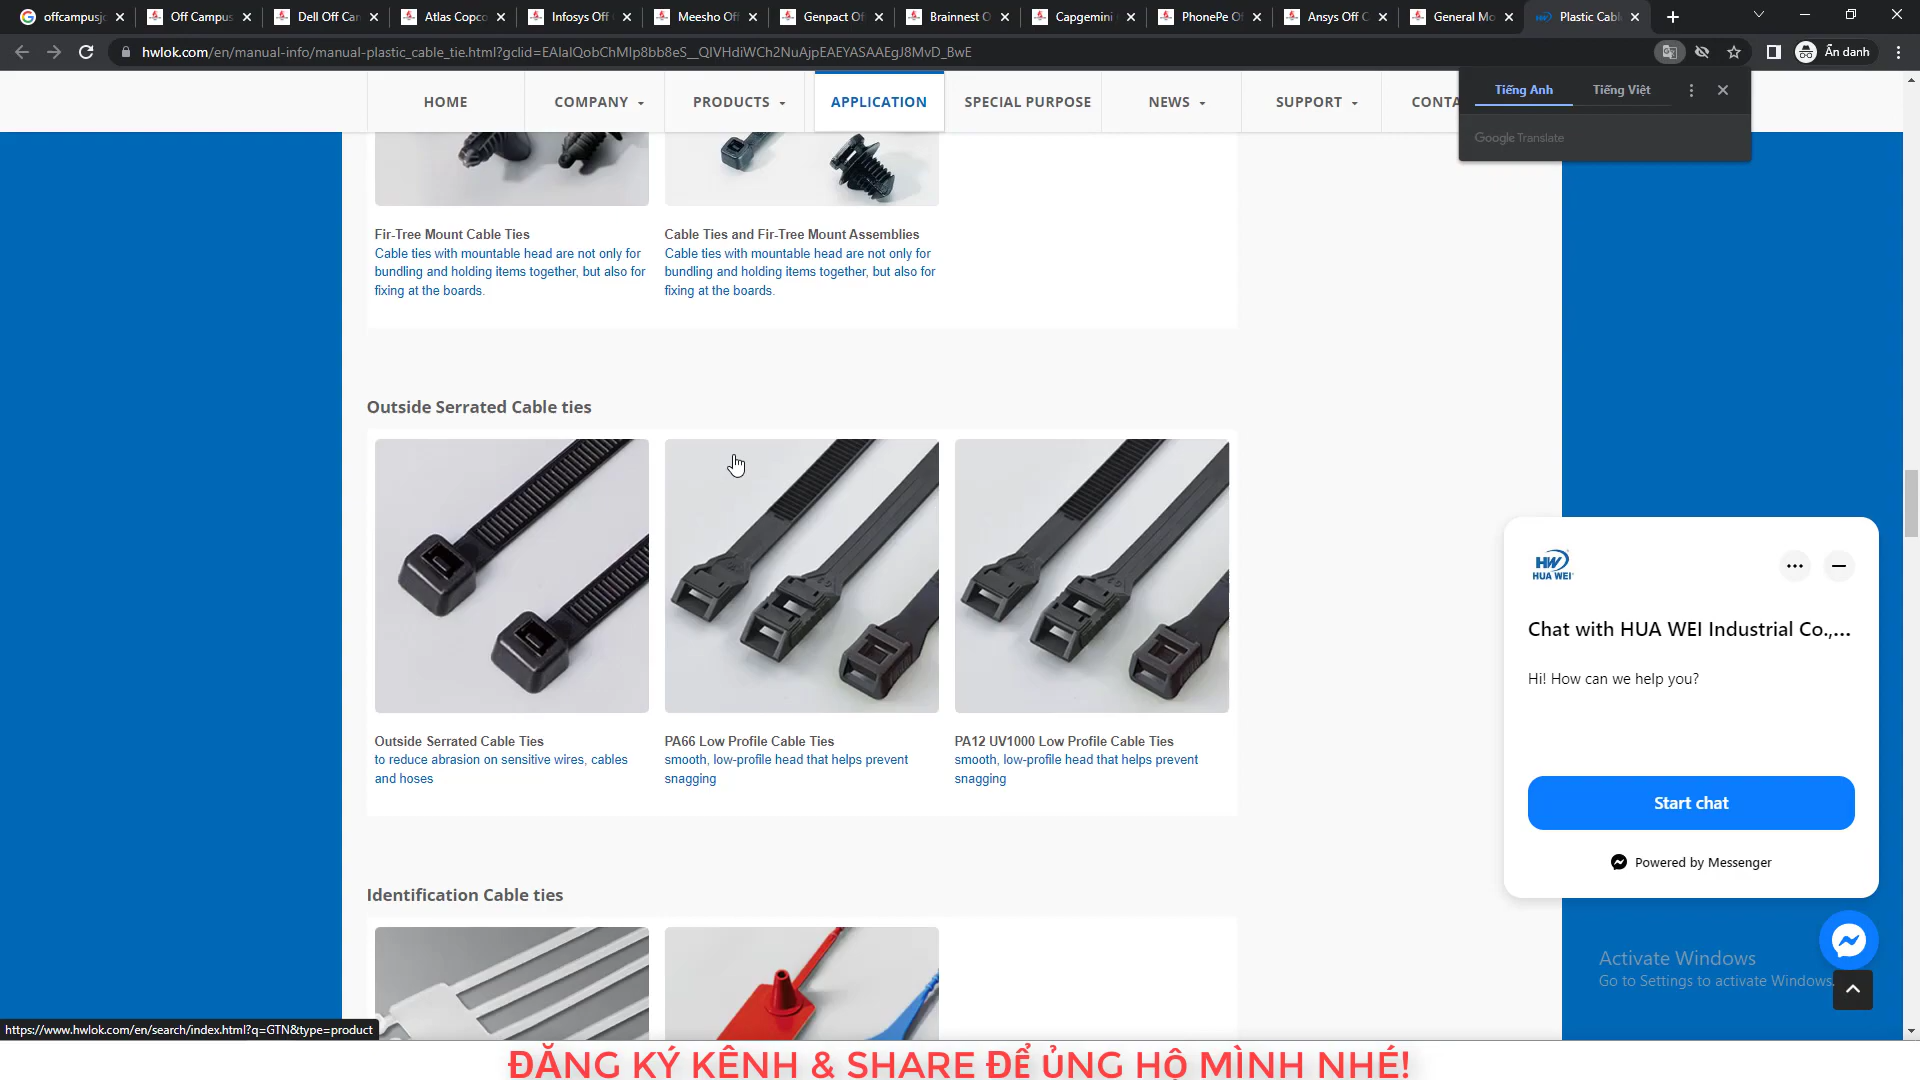 offcampusjo
Off Campus
Dell Off Car
Atlas Copco
Infosys Off
Meesho Off
Genpact Of
Brainnest O
Capgemini
PhonePe O
Ansys Off C
General Mo
Plastic Cabl
hwlok.com/en/manual-info/manual-plastic_cable_tie.html?gclid=EAIaIQobChMIp8bb8eS__QIVHdiWCh2NuAjpEAEYASAAEgJ8MvD_BwE
Ẩn danh
HOME
COMPANY
PRODUCTS
APPLICATION
SPECIAL PURPOSE
NEWS
SUPPORT
CONTA
Tiếng Anh
Tiếng Việt
Google Translate
Fir-Tree Mount Cable Ties
Cable ties with mountable head are not only for
bundling and holding items together, but also for
fixing at the boards.
Cable Ties and Fir-Tree Mount Assemblies
Cable ties with mountable head are not only for
bundling and holding items together, but also for
fixing at the boards.
Outside Serrated Cable ties
Outside Serrated Cable Ties
to reduce abrasion on sensitive wires, cables
and hoses
PA66 Low Profile Cable Ties
smooth, low-profile head that helps prevent
snagging
PA12 UV1000 Low Profile Cable Ties
smooth, low-profile head that helps prevent
snagging
Identification Cable ties
HW
HUA WEI®
Chat with HUA WEI Industrial Co.,...
Hi! How can we help you?
Start chat
Powered by Messenger
Activate Windows
Go to Settings to activate Windows.
https://www.hwlok.com/en/search/index.html?q=GTN&type=product
ĐĂNG KÝ KÊNH & SHARE ĐỂ ỦNG HỘ MÌNH NHÉ!